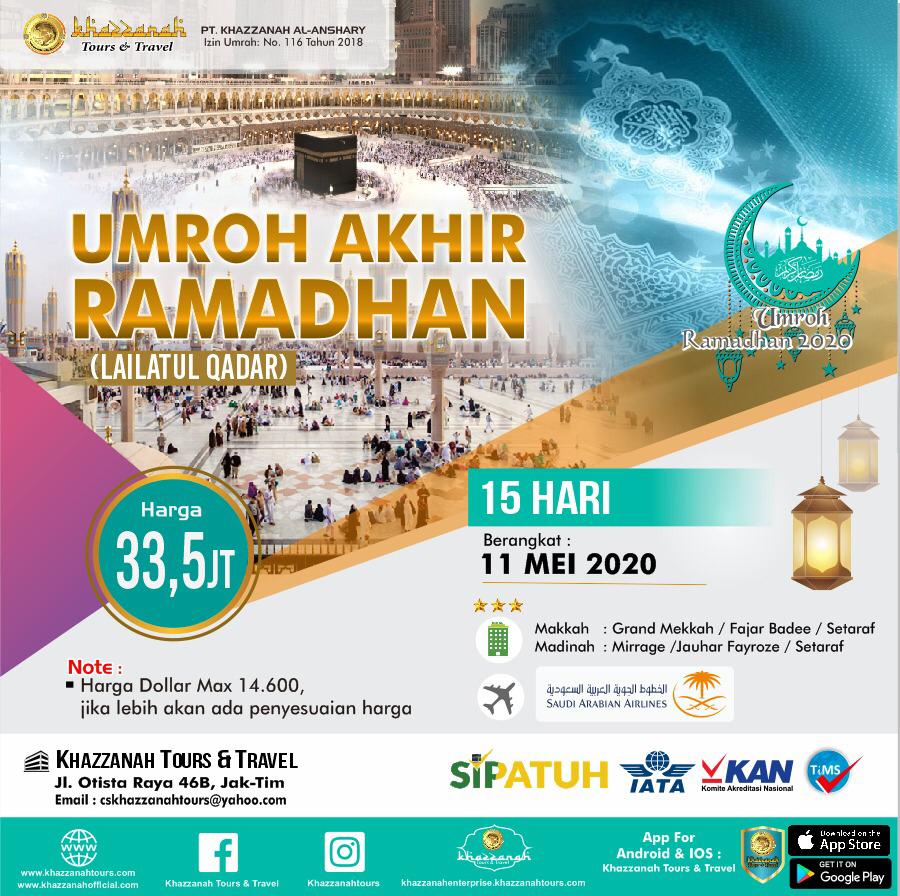 khazzanah
Tours & Travel
PT. KHAZZANAH AL-ANSHARY
Izin Umrah: No. 116 Tahun 2018
UMROH AKHIR
RAMADHAN
(LAILATUL QADAR)
رمضان كريم
Umroh
Ramadhan 2020
Harga
33,5JT
15 HARI
Berangkat :
11 MEI 2020
Makkah : Grand Mekkah / Fajar Badee / Setaraf
Madinah : Mirrage /Jauhar Fayroze / Setaraf
الخطوط الجوية العربية السعودية
SAUDI ARABIAN AIRLINES
Note :
Harga Dollar Max 14.600,
jika lebih akan ada penyesuaian harga
KHAZZANAH TOURS & TRAVEL
Jl. Otista Raya 46B, Jak-Tim
Email : cskhazzanahtours@yahoo.com
SiPATUH
IATA
KAN
Komite Akreditasi Nasional
TiMS
www.khazzanahtours.com
www.khazzanahofficial.com
Khazzanah Tours & Travel
Khazzanahtours
khazzanah
Tours & Travel
khazzanahenterprise.khazzanahtours.com
App For
Android & IOS :
Khazzanah Tours & Travel
Download on the
App Store
GET IT ON
Google Play